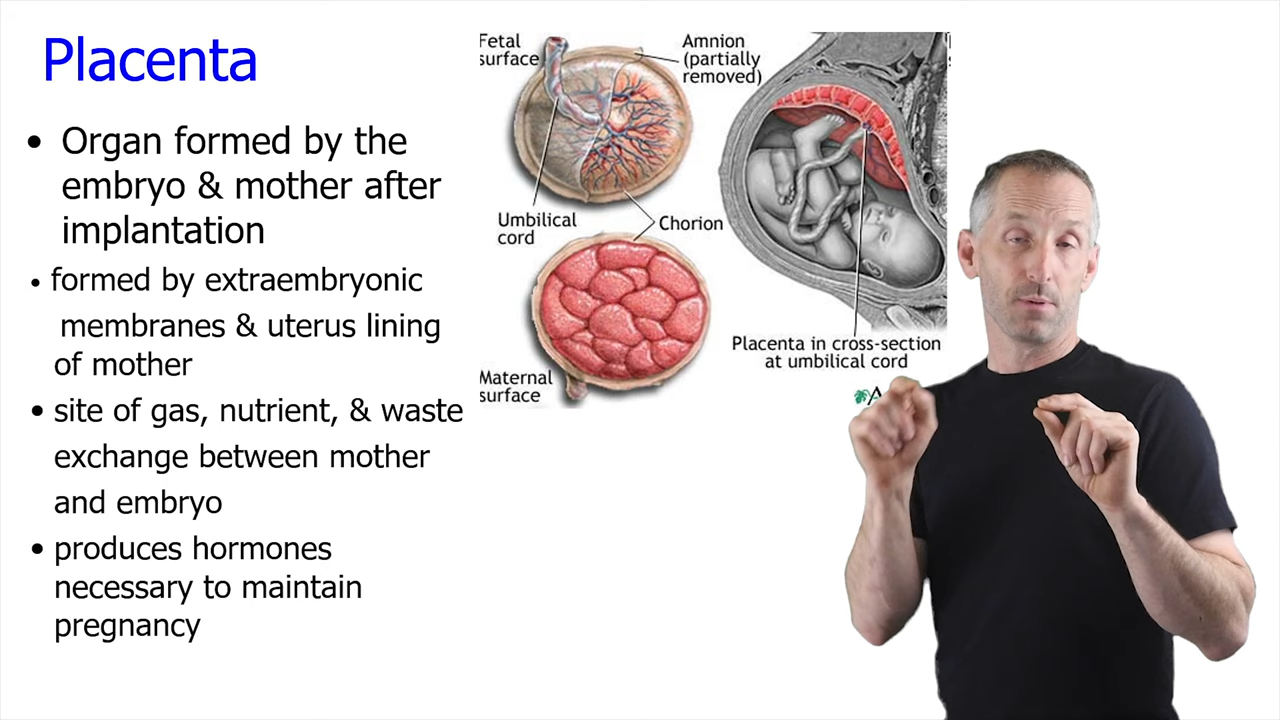 Placenta
• Organ formed by the
embryo & mother after
implantation
• formed by extraembryonic
membranes & uterus lining
of mother
• site of gas, nutrient, & waste
exchange between mother
and embryo
• produces hormones
necessary to maintain
pregnancy
Fetal
surface
Amnion
(partially
removed)
Umbilical
cord
Chorion
Maternal
surface
Placenta in cross-section
at umbilical cord